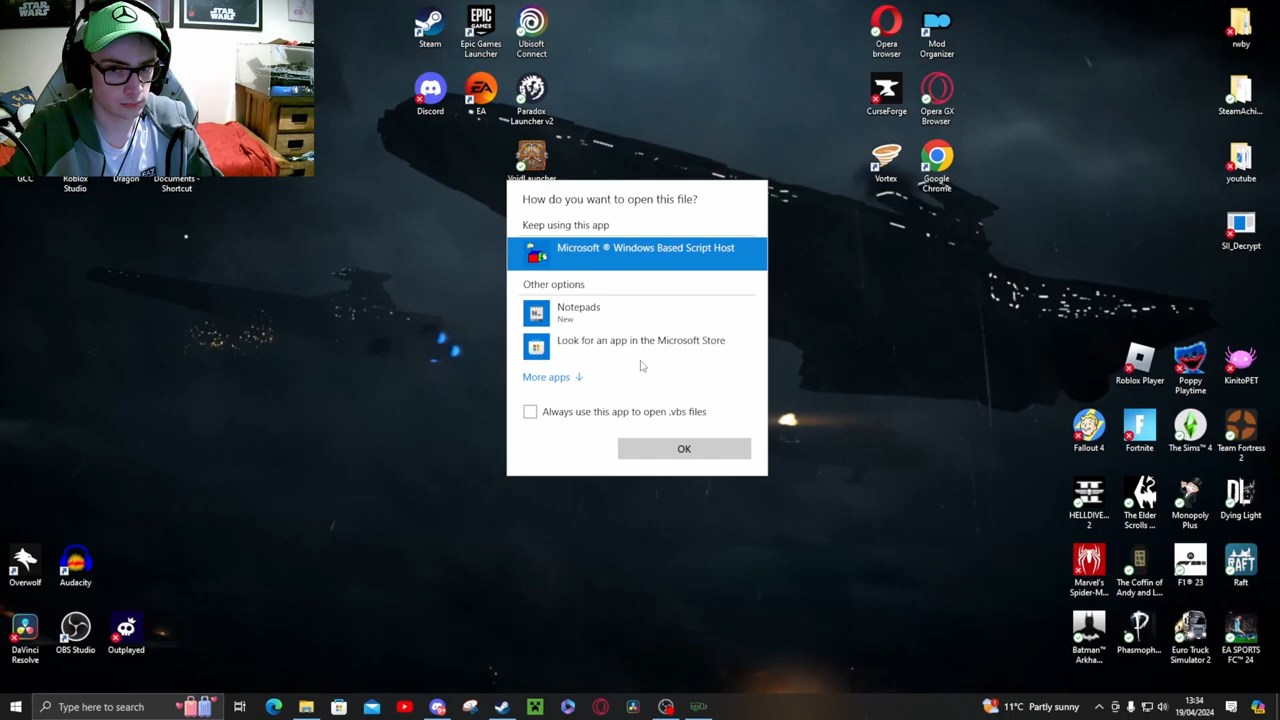 STAR WARS
STAR WARS
GCC
Roblox Studio
Dragon
Documents - Shortcut
Steam
Epic Games Launcher
Ubisoft Connect
Discord
EA
Paradox Launcher v2
VoidLauncher
Opera browser
Mod Organizer
CurseForge
Opera GX Browser
Vortex
Google Chrome
rwby
SteamAchi...
youtube
SII_Decrypt
How do you want to open this file?
Keep using this app
Microsoft ® Windows Based Script Host
Other options
Notepads
New
Look for an app in the Microsoft Store
More apps ↓
Always use this app to open .vbs files
OK
Roblox Player
Poppy Playtime
KinitoPET
Fallout 4
Fortnite
The Sims™ 4
Team Fortress 2
HELLDIVE... 2
The Elder Scrolls ...
Monopoly Plus
Dying Light
Marvel's Spider-M...
The Coffin of Andy and L...
F1® 23
Raft
Batman™ Arkha...
Phasmoph...
Euro Truck Simulator 2
EA SPORTS FC™ 24
Overwolf
Audacity
DaVinci Resolve
OBS Studio
Outplayed
Type here to search
11°C Partly sunny
13:34
19/04/2024